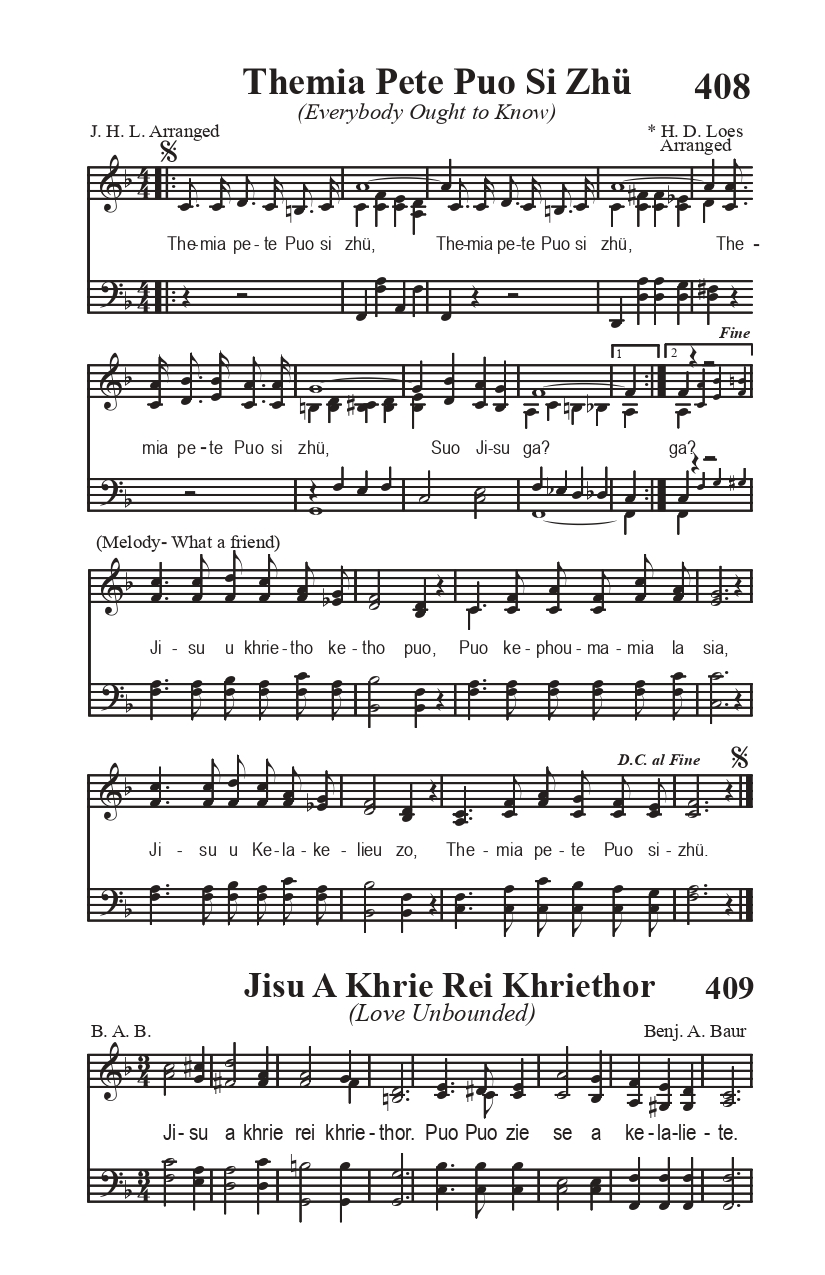 Themia Pete Puo Si Zhü 408
(Everybody Ought to Know)
J. H. L. Arranged * H. D. Loes
Arranged
The-mia pe-te Puo si zhü, The-mia pe-te Puo si zhü, The-
Fine
1 2
mia pe-te Puo si zhü, Suo Ji-su ga? ga?
(Melody- What a friend)
Ji - su u khrie-tho ke-tho puo, Puo ke-phou-ma-mia la sia,
D.C. al Fine
Ji - su u Ke-la-ke-lieu zo, The-mia pe-te Puo si-zhü.
Jisu A Khrie Rei Khriethor 409
(Love Unbounded)
B. A. B. Benj. A. Baur
Ji-su a khrie rei khrie-thor. Puo Puo zie se a ke-la-lie-te.